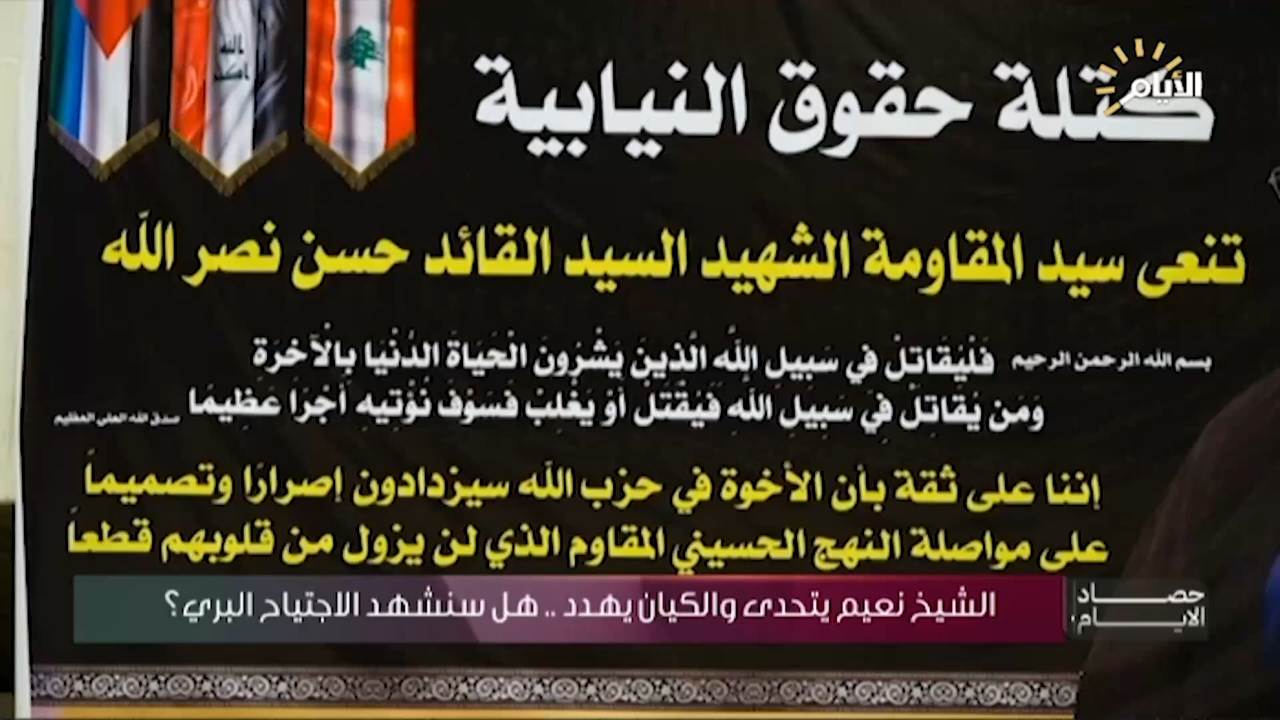 الأيام
كتلة حقوق النيابية
تنعى سيد المقاومة الشهيد السيد القائد حسن نصر الله
بسم الله الرحمن الرحيم فَلْيُقَاتِلْ فِي سَبِيلِ اللَّهِ الَّذِينَ يَشْرُونَ الْحَيَاةَ الدُّنْيَا بِالْآخِرَةِ
وَمَن يُقَاتِلْ فِي سَبِيلِ اللَّهِ فَيُقْتَلْ أَوْ يَغْلِبْ فَسَوْفَ نُؤْتِيهِ أَجْرًا عَظِيمًا صدق الله العلي العظيم
إننا على ثقة بأن الأخوة في حزب الله سيزدادون إصرارًا وتصميماً
على مواصلة النهج الحسيني المقاوم الذي لن يزول من قلوبهم قطعاً
الشيخ نعيم يتحدى والكيان يهدد .. هل سنشهد الاجتياح البري؟
حصاد
الايام